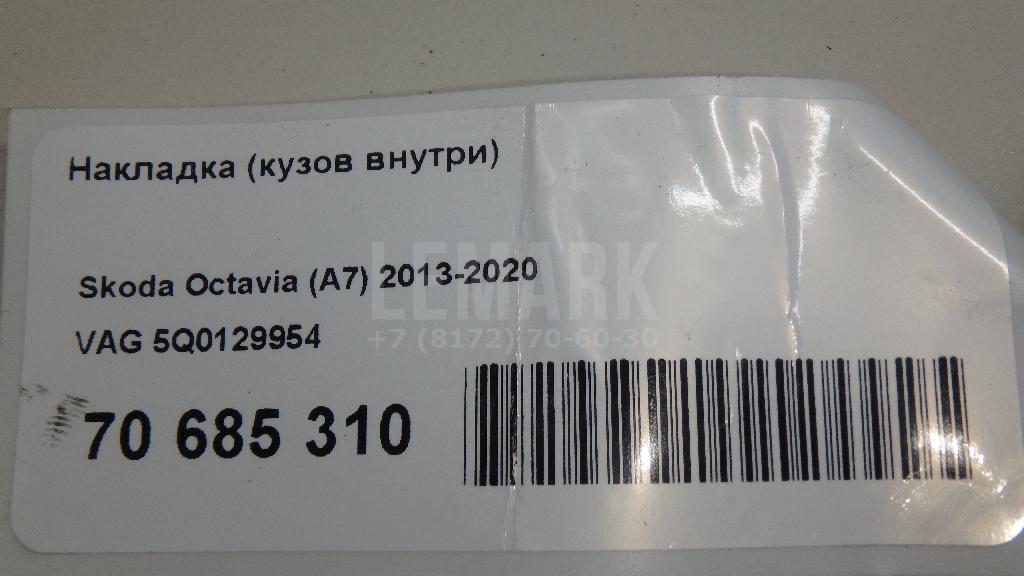 Накладка (кузов внутри)
Skoda Octavia (A7) 2013-2020
LEMARK
VAG 5Q0129954
+7 (8172) 70-60-30
70 685 310